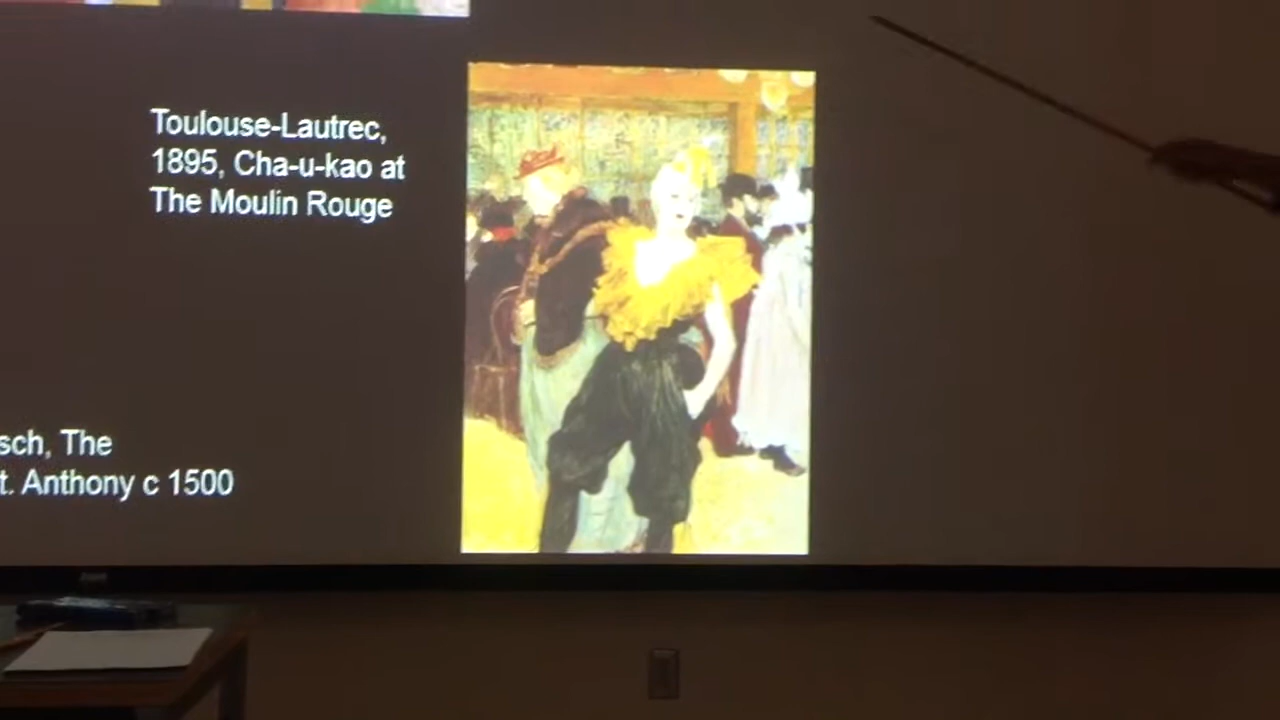 Toulouse-Lautrec,
1895, Cha-u-kao at
The Moulin Rouge
sch, The
t. Anthony c 1500